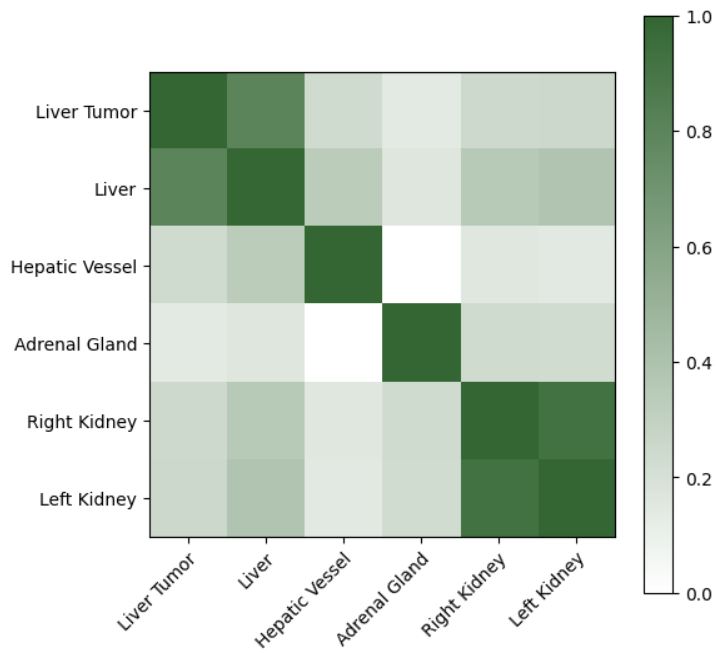 Liver Tumor
Liver
Hepatic Vessel
Adrenal Gland
Right Kidney
Left Kidney
Liver Tumor
Liver
Hepatic Vessel
Adrenal Gland
Right Kidney
Left Kidney
1.0
0.8
0.6
0.4
0.2
0.0